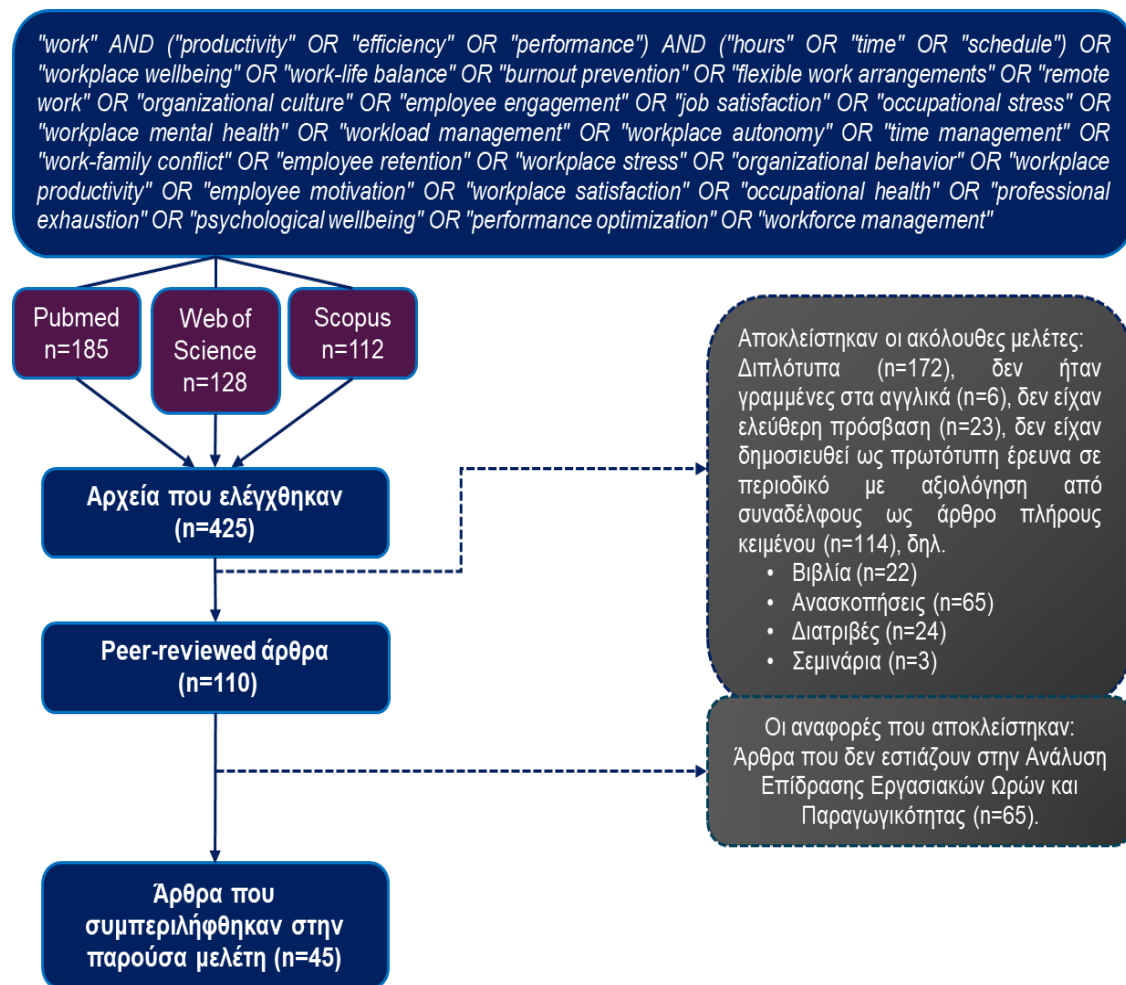 "work" AND ("productivity" OR "efficiency" OR "performance") AND ("hours" OR "time" OR "schedule") OR
"workplace wellbeing" OR "work-life balance" OR "burnout prevention" OR "flexible work arrangements" OR "remote
work" OR "organizational culture" OR "employee engagement" OR "job satisfaction" OR "occupational stress" OR
"workplace mental health" OR "workload management" OR "workplace autonomy" OR "time management" OR
"work-family conflict" OR "employee retention" OR "workplace stress" OR "organizational behavior" OR "workplace
productivity" OR "employee motivation" OR "workplace satisfaction" OR "occupational health" OR "professional
exhaustion" OR "psychological wellbeing" OR "performance optimization" OR "workforce management"
Pubmed
n=185
Web of
Science
n=128
Scopus
n=112
Αρχεία που ελέγχθηκαν
(n=425)
Αποκλείστηκαν οι ακόλουθες μελέτες:
Διπλότυπα (n=172), δεν ήταν
γραμμένες στα αγγλικά (n=6), δεν είχαν
ελεύθερη πρόσβαση (n=23), δεν είχαν
δημοσιευθεί ως πρωτότυπη έρευνα σε
περιοδικό με αξιολόγηση από
συναδέλφους ως άρθρο πλήρους
κειμένου (n=114), δηλ.
• Βιβλία (n=22)
• Ανασκοπήσεις (n=65)
• Διατριβές (n=24)
• Σεμινάρια (n=3)
Peer-reviewed άρθρα
(n=110)
Οι αναφορές που αποκλείστηκαν:
Άρθρα που δεν εστιάζουν στην Ανάλυση
Επίδρασης Εργασιακών Ωρών και
Παραγωγικότητας (n=65).
Άρθρα που
συμπεριλήφθηκαν στην
παρούσα μελέτη (n=45)